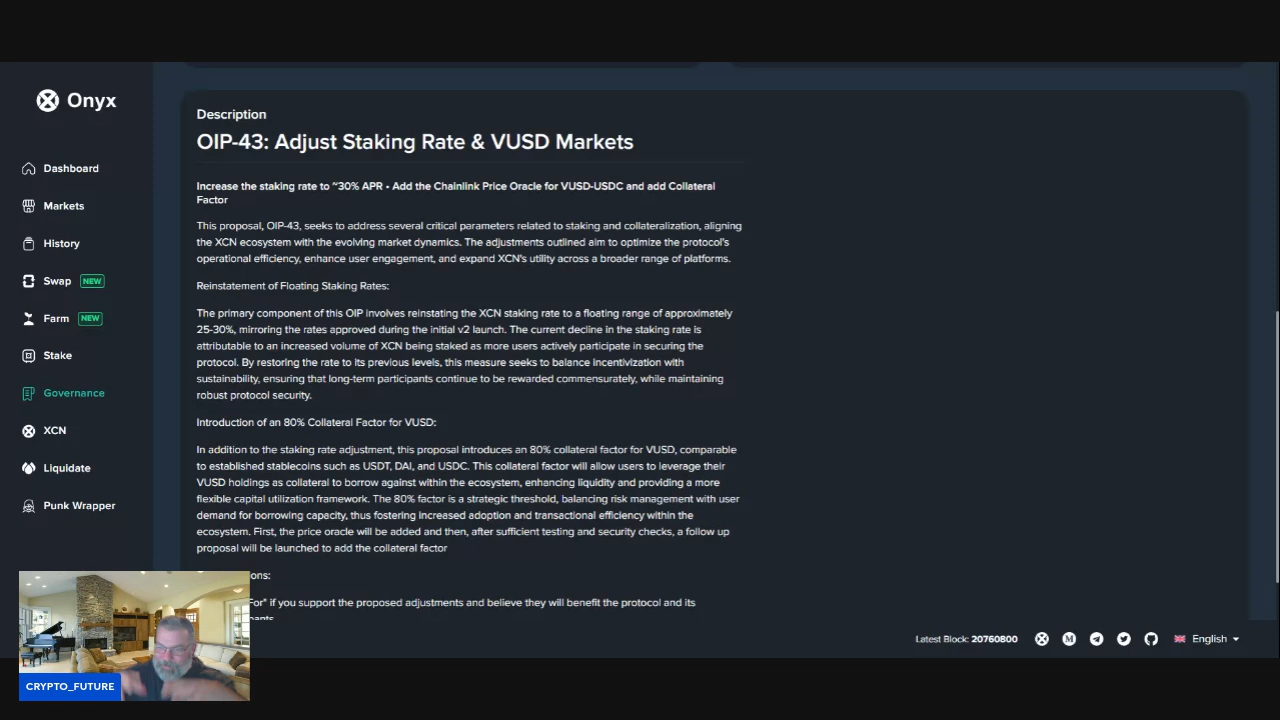 Onyx
Dashboard
Markets
History
Swap NEW
Farm NEW
Stake
Governance
XCN
Liquidate
Punk Wrapper
Description
OIP-43: Adjust Staking Rate & VUSD Markets
Increase the staking rate to ~30% APR • Add the Chainlink Price Oracle for VUSD-USDC and add Collateral
Factor
This proposal, OIP-43, seeks to address several critical parameters related to staking and collateralization, aligning
the XCN ecosystem with the evolving market dynamics. The adjustments outlined aim to optimize the protocol's
operational efficiency, enhance user engagement, and expand XCN's utility across a broader range of platforms.
Reinstatement of Floating Staking Rates:
The primary component of this OIP involves reinstating the XCN staking rate to a floating range of approximately
25-30%, mirroring the rates approved during the initial v2 launch. The current decline in the staking rate is
attributable to an increased volume of XCN being staked as more users actively participate in securing the
protocol. By restoring the rate to its previous levels, this measure seeks to balance incentivization with
sustainability, ensuring that long-term participants continue to be rewarded commensurately, while maintaining
robust protocol security.
Introduction of an 80% Collateral Factor for VUSD:
In addition to the staking rate adjustment, this proposal introduces an 80% collateral factor for VUSD, comparable
to established stablecoins such as USDT, DAI, and USDC. This collateral factor will allow users to leverage their
VUSD holdings as collateral to borrow against within the ecosystem, enhancing liquidity and providing a more
flexible capital utilization framework. The 80% factor is a strategic threshold, balancing risk management with user
demand for borrowing capacity, thus fostering increased adoption and transactional efficiency within the
ecosystem. First, the price oracle will be added and then, after sufficient testing and security checks, a follow up
proposal will be launched to add the collateral factor
ons:
For" if you support the proposed adjustments and believe they will benefit the protocol and its
Latest Block: 20760800
English
CRYPTO_FUTURE